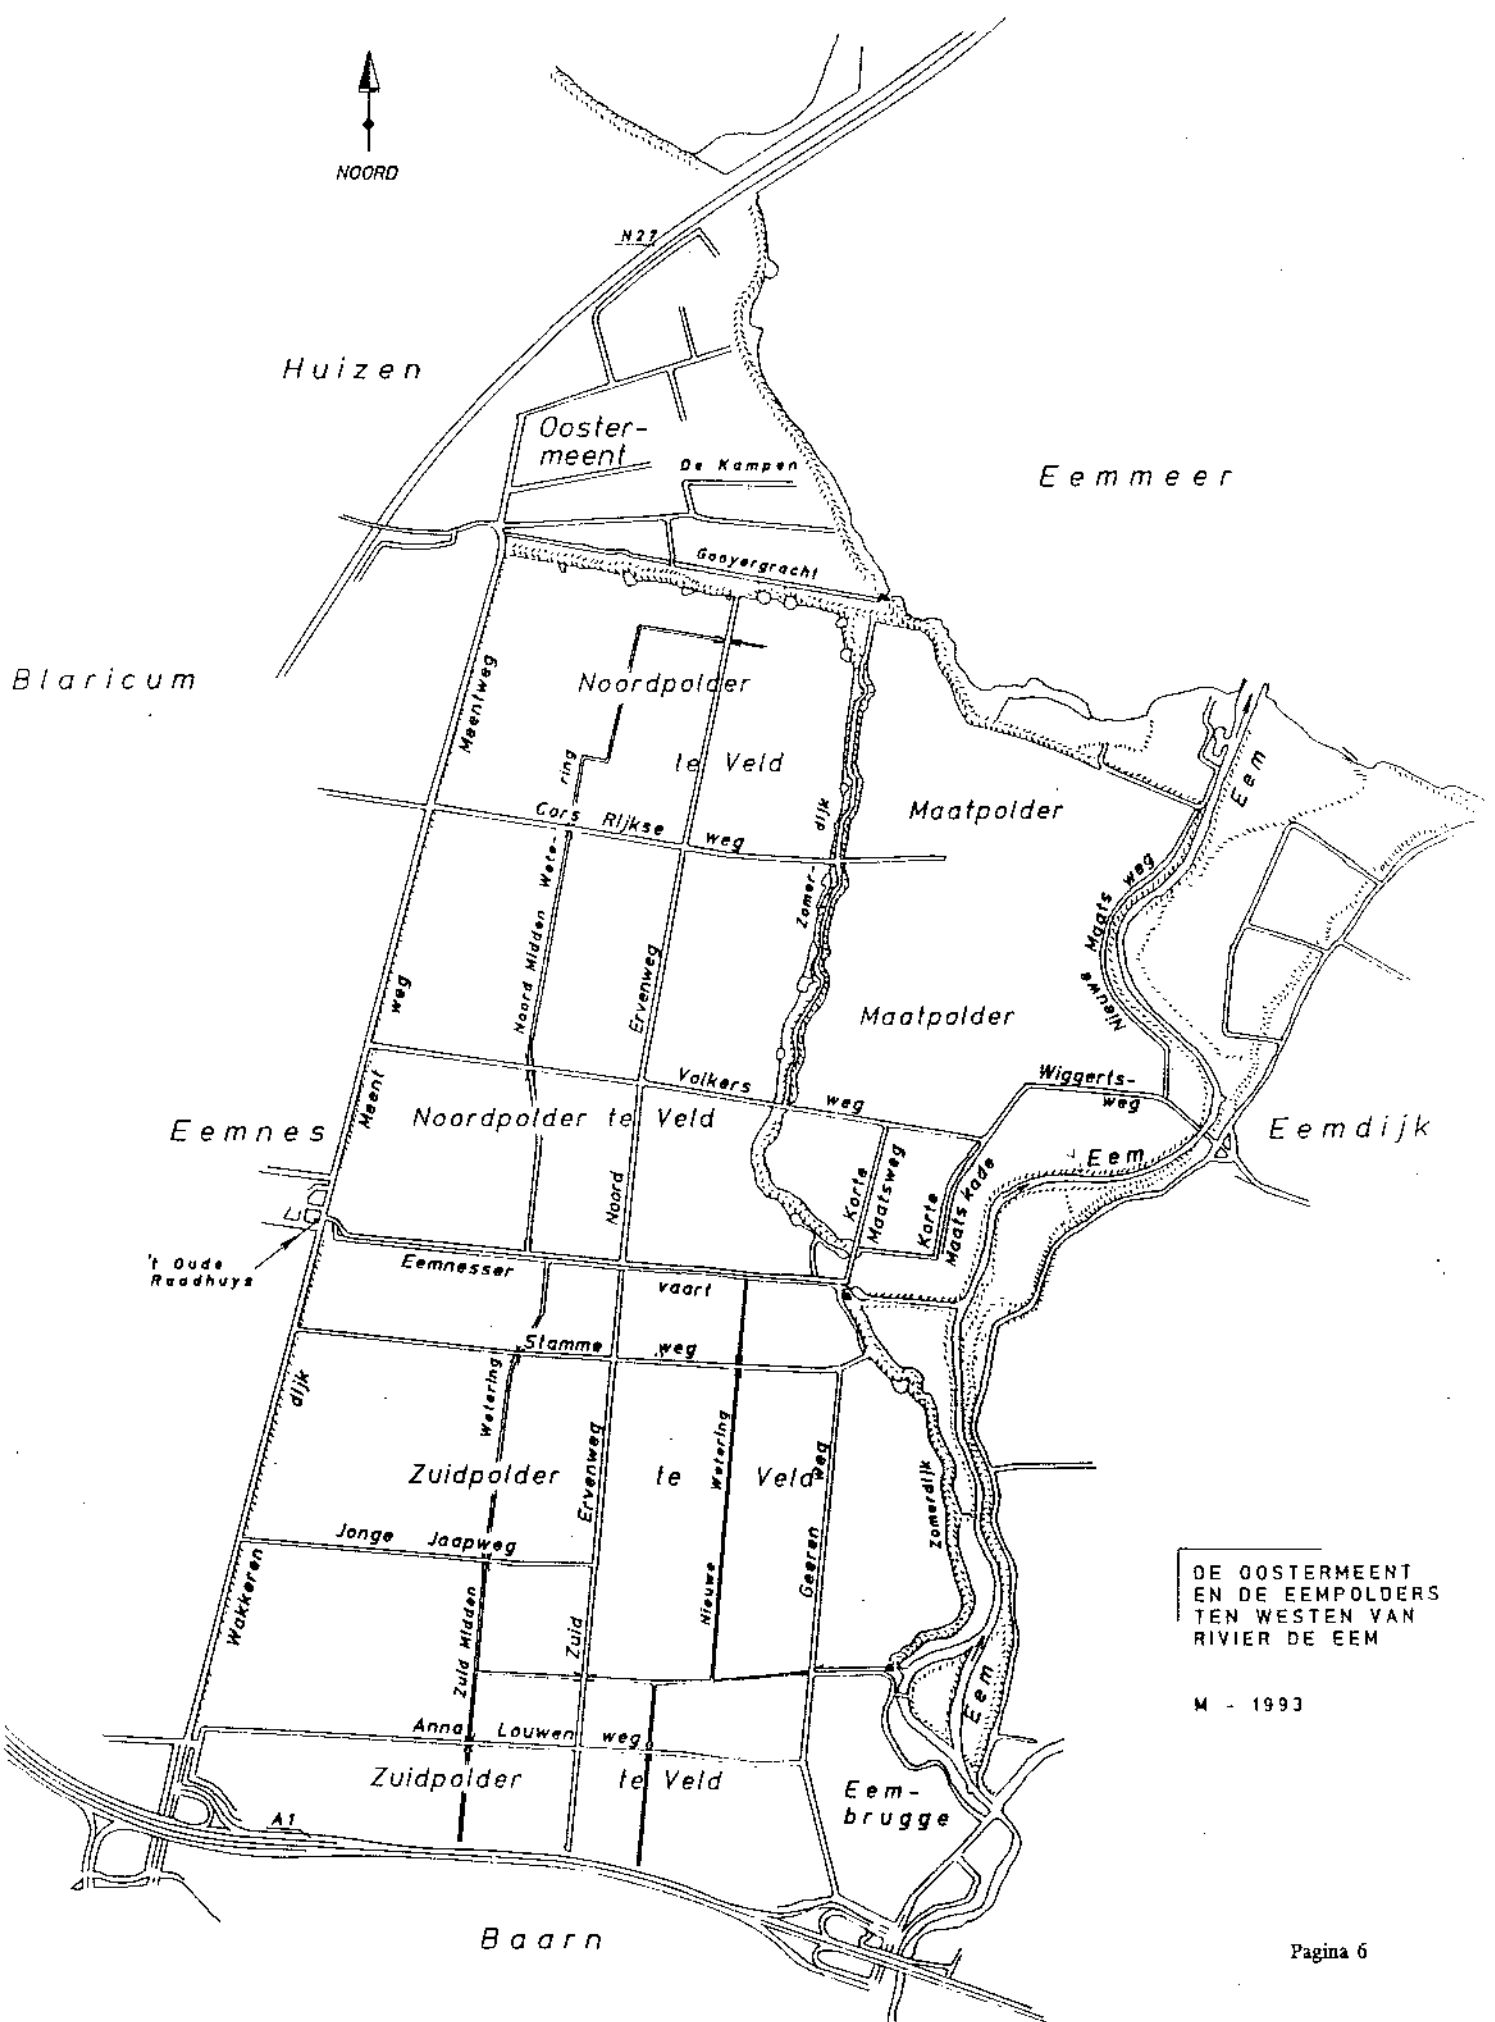 NOORD
N27
Huizen
Ooster-
meent
De Kampen
Eemmeer
Gooyergracht
Blaricum
Meentweg
Noordpolder
te Veld
Noord Midden Wete-
ring
Cors Rijkse weg
Zomer-
dijk
Maatpolder
Eem
Nieuwe Maats weg
Meent
weg
Noord
Ervenweg
Maatpolder
Volkers weg
Wiggerts-
weg
Eemnes
Noordpolder te Veld
Eemdijk
Eem
Korte
Maatsweg
Korte
Maats kade
't Oude
Raadhuys
Eemnesser vaart
Stamme weg
Wakkeren
dijk
Zuid Midden
Wetering
Zuid
Ervenweg
Nieuwe
Wetering
Geeren
weg
Zomerdijk
Zuidpolder te Veld
Jonge Jaapweg
DE OOSTERMEENT
EN DE EEMPOLDERS
TEN WESTEN VAN
RIVIER DE EEM
M - 1993
Eem
Anna Louwen weg
Zuidpolder te Veld
Eem-
brugge
A1
Baarn
Pagina 6